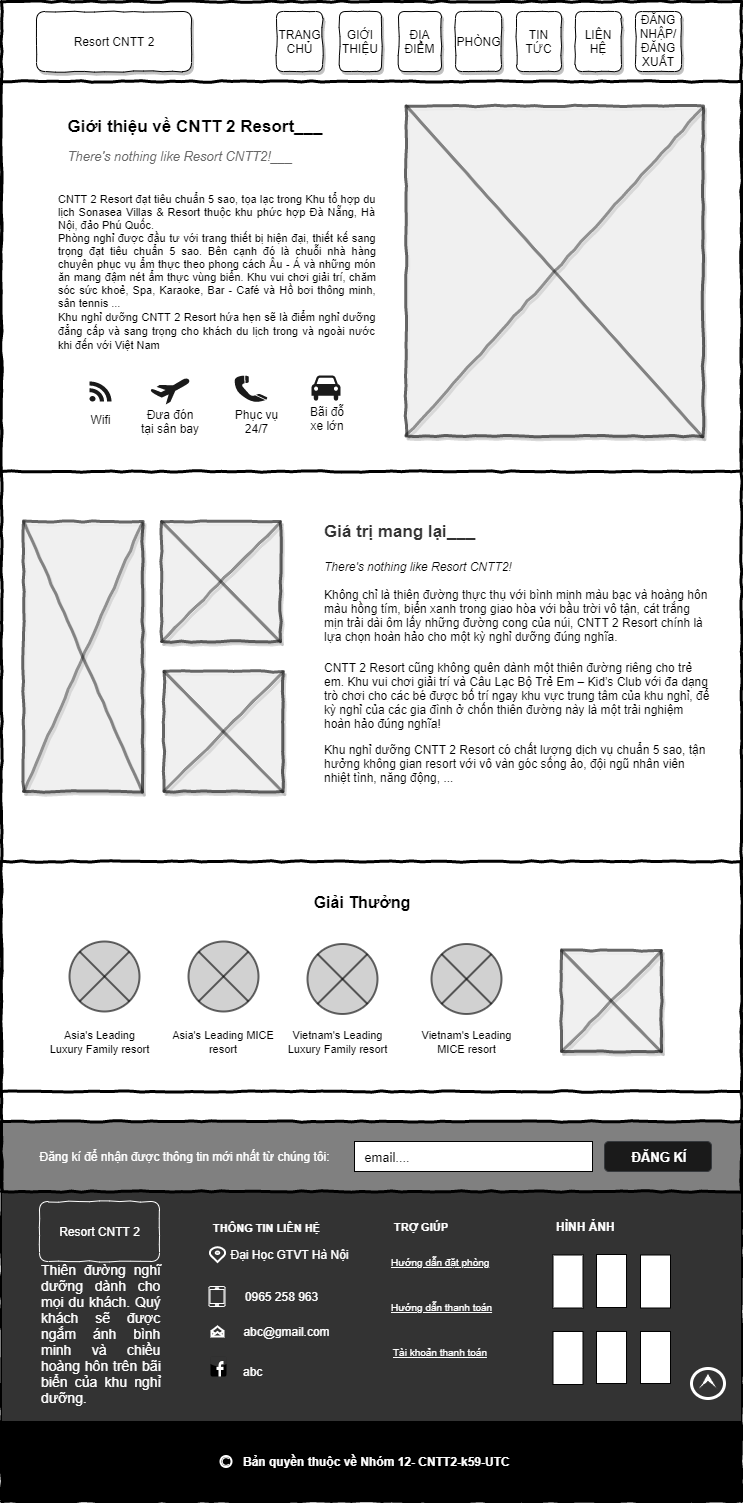 Resort CNTT 2
TRANG
CHỦ
GIỚI
THIỆU
ĐỊA
ĐIỂM
PHÒNG
TIN
TỨC
LIÊN
HỆ
ĐĂNG
NHẬP/
ĐĂNG
XUẤT
Giới thiệu về CNTT 2 Resort___
There's nothing like Resort CNTT2!___
CNTT 2 Resort đạt tiêu chuẩn 5 sao, tọa lạc trong Khu tổ hợp du
lịch Sonasea Villas & Resort thuộc khu phức hợp Đà Nẵng, Hà
Nội, đảo Phú Quốc.
Phòng nghỉ được đầu tư với trang thiết bị hiện đại, thiết kế sang
trọng đạt tiêu chuẩn 5 sao. Bên cạnh đó là chuỗi nhà hàng
chuyên phục vụ ẩm thực theo phong cách Âu - Á và những món
ăn mang đậm nét ẩm thực vùng biển. Khu vui chơi giải trí, chăm
sóc sức khoẻ, Spa, Karaoke, Bar - Café và Hồ bơi thông minh,
sân tennis ...
Khu nghỉ dưỡng CNTT 2 Resort hứa hẹn sẽ là điểm nghỉ dưỡng
đẳng cấp và sang trọng cho khách du lịch trong và ngoài nước
khi đến với Việt Nam
Wifi
Đưa đón
tại sân bay
Phục vụ
24/7
Bãi đỗ
xe lớn
Giá trị mang lại___
There's nothing like Resort CNTT2!
Không chỉ là thiên đường thực thụ với bình minh màu bạc và hoàng hôn
màu hồng tím, biển xanh trong giao hòa với bầu trời vô tận, cát trắng
mịn trải dài ôm lấy những đường cong của núi, CNTT 2 Resort chính là
lựa chọn hoàn hảo cho một kỳ nghỉ dưỡng đúng nghĩa.
CNTT 2 Resort cũng không quên dành một thiên đường riêng cho trẻ
em. Khu vui chơi giải trí và Câu Lạc Bộ Trẻ Em – Kid's Club với đa dạng
trò chơi cho các bé được bố trí ngay khu vực trung tâm của khu nghỉ, để
kỳ nghỉ của các gia đình ở chốn thiên đường này là một trải nghiệm
hoàn hảo đúng nghĩa!
Khu nghỉ dưỡng CNTT 2 Resort có chất lượng dịch vụ chuẩn 5 sao, tận
hưởng không gian resort với vô vàn góc sống ảo, đội ngũ nhân viên
nhiệt tình, năng động, ...
Giải Thưởng
Asia's Leading
Luxury Family resort
Asia's Leading MICE
resort
Vietnam's Leading
Luxury Family resort
Vietnam's Leading
MICE resort
Đăng kí để nhận được thông tin mới nhất từ chúng tôi:
email....
ĐĂNG KÍ
Resort CNTT 2
Thiên đường nghĩ
dưỡng dành cho
mọi du khách. Quý
khách sẽ được
ngắm ánh bình
minh và chiều
hoàng hôn trên bãi
biển của khu nghỉ
dưỡng.
THÔNG TIN LIÊN HỆ
Đại Học GTVT Hà Nội
0965 258 963
abc@gmail.com
abc
TRỢ GIÚP
Hướng dẫn đặt phòng
Hướng dẫn thanh toán
Tài khoản thanh toán
HÌNH ẢNH
© Bản quyền thuộc về Nhóm 12- CNTT2-k59-UTC